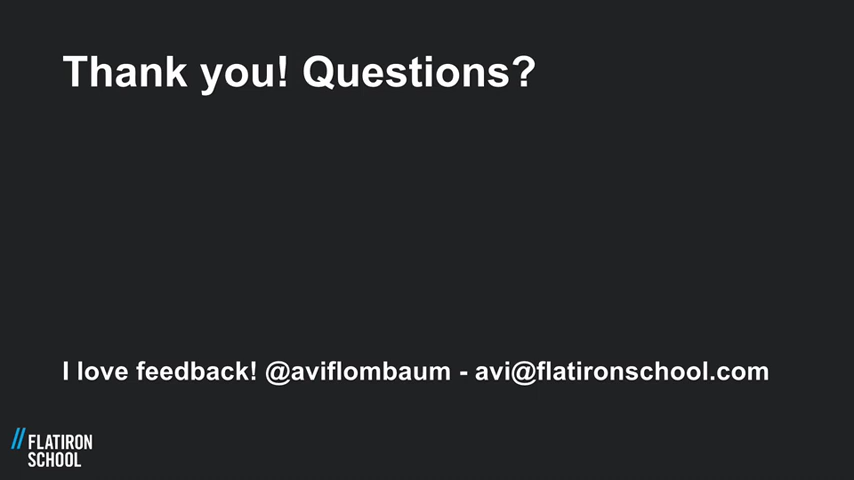 Thank you! Questions?
I love feedback! @aviflombaum - avi@flatironschool.com
// FLATIRON
SCHOOL